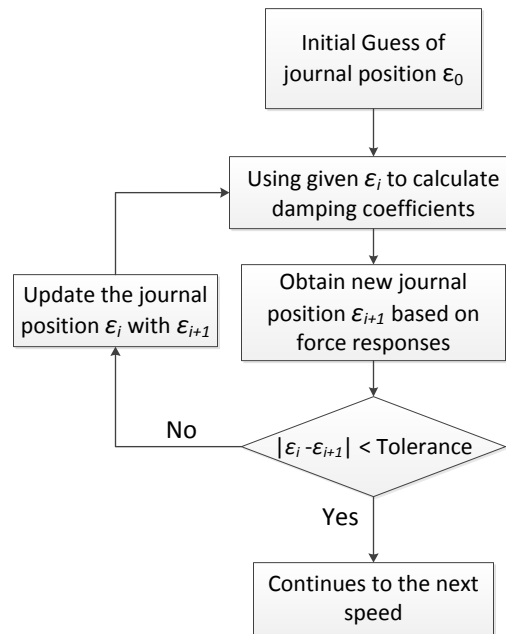 Initial Guess of
journal position ε₀
Using given εᵢ to calculate
damping coefficients
Obtain new journal
position εᵢ₊₁ based on
force responses
Update the journal
position εᵢ with εᵢ₊₁
|εᵢ -εᵢ₊₁| < Tolerance
No
Yes
Continues to the next
speed